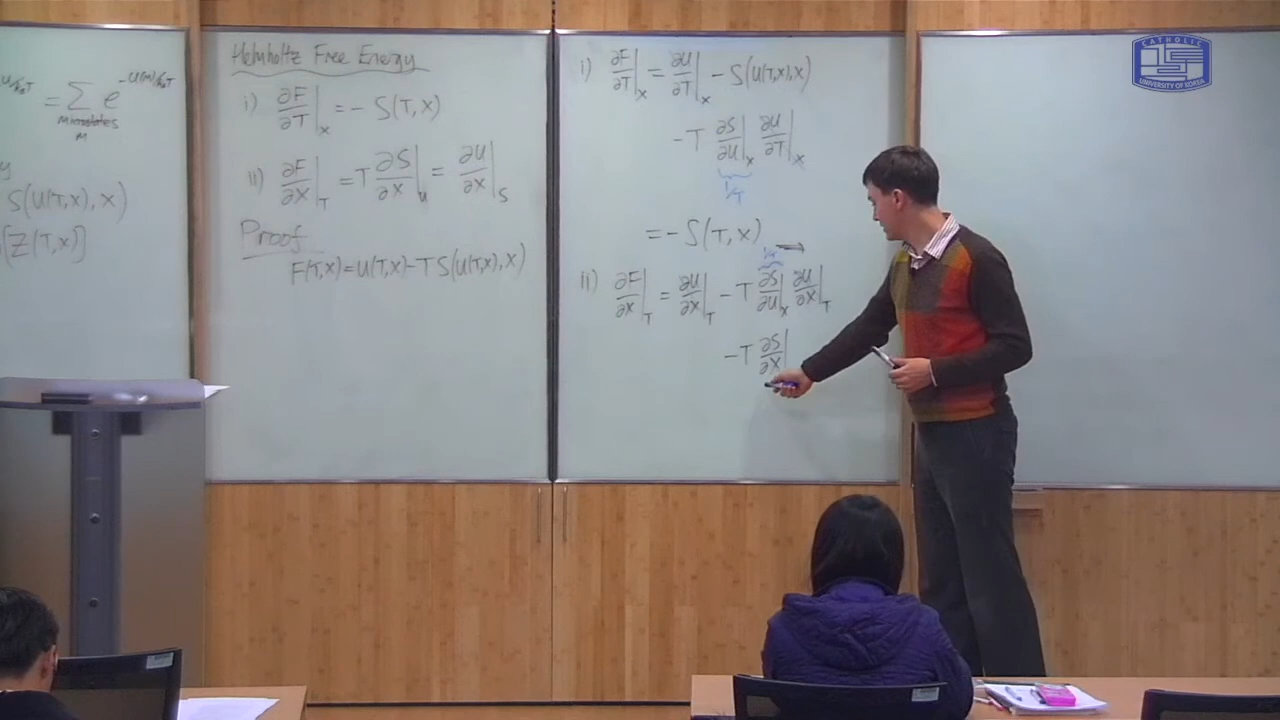 = Σ e^{-U(M)/k_BT}
microstates
M
y
S(U(T,x), x)
[Z(T,x)]
Helmholtz Free Energy
i) ∂F/∂T|_x = - S(T,x)
ii) ∂F/∂x|_T = T ∂S/∂x|_U = ∂U/∂x|_S
Proof
F(T,x) = U(T,x) - T S(U(T,x), x)
i) ∂F/∂T|_x = ∂U/∂T|_x - S(U(T,x),x)
- T ∂S/∂U|_x ∂U/∂T|_x
1/T
= - S(T,x)
1/T
ii) ∂F/∂x|_T = ∂U/∂x|_T - T ∂S/∂U|_x ∂U/∂x|_T
- T ∂S/∂x|
CATHOLIC
UNIVERSITY OF KOREA